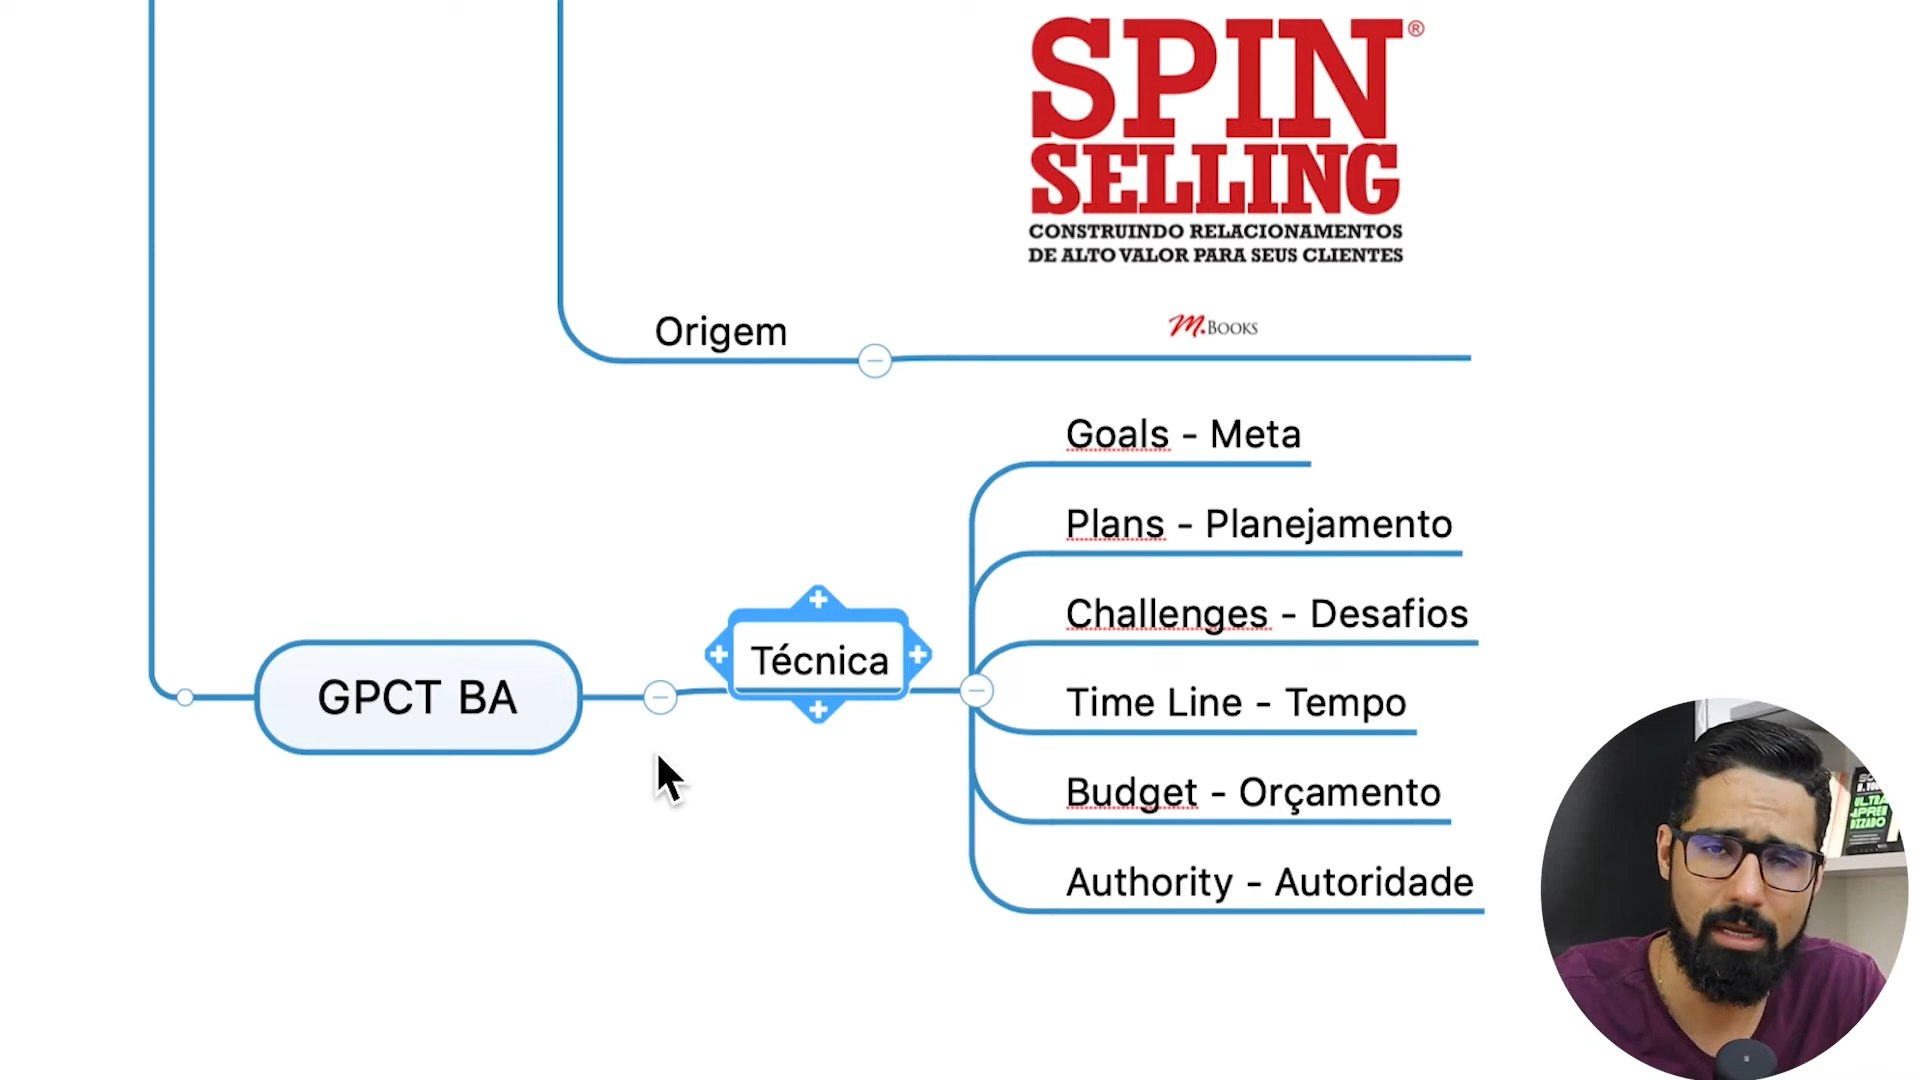 SPIN®
SELLING
CONSTRUINDO RELACIONAMENTOS
DE ALTO VALOR PARA SEUS CLIENTES
M.BOOKS
Origem
Goals - Meta
Plans - Planejamento
Challenges - Desafios
Técnica
GPCT BA
Time Line - Tempo
Budget - Orçamento
Authority - Autoridade